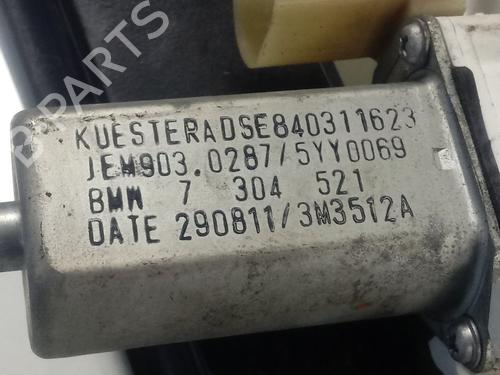 B PARTS
KUESTERADSE840311623
JEM903.0287/5YY0069
BMW 7 304 521
DATE 290811/3M3512A